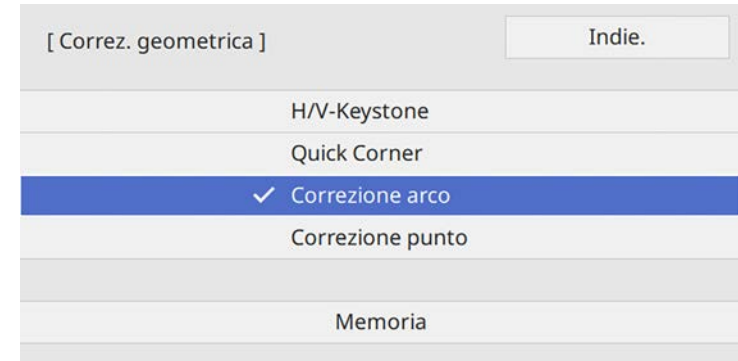 [ Correz. geometrica ]
Indie.
H/V-Keystone
Quick Corner
Correzione arco
Correzione punto
Memoria